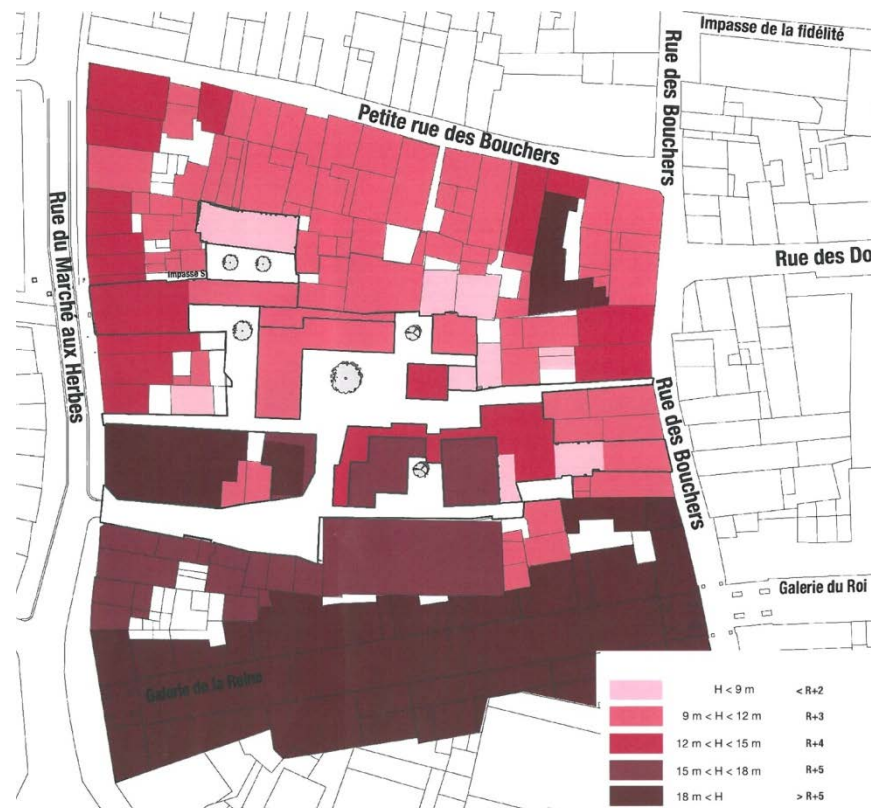 Impasse de la fidélité
Rue des Bouchers
Petite rue des Bouchers
Rue du Marché aux Herbes
Rue des Do
Impasse S
Rue des Bouchers
Galerie du Roi
Galerie de la Reine
H < 9 m < R+2
9 m < H < 12 m R+3
12 m < H < 15 m R+4
15 m < H < 18 m R+5
18 m < H > R+5